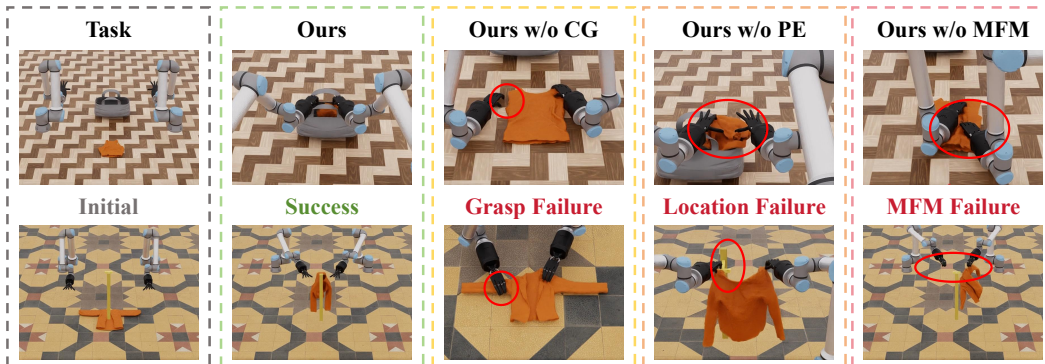 Task
Ours
Ours w/o CG
Ours w/o PE
Ours w/o MFM
Initial
Success
Grasp Failure
Location Failure
MFM Failure